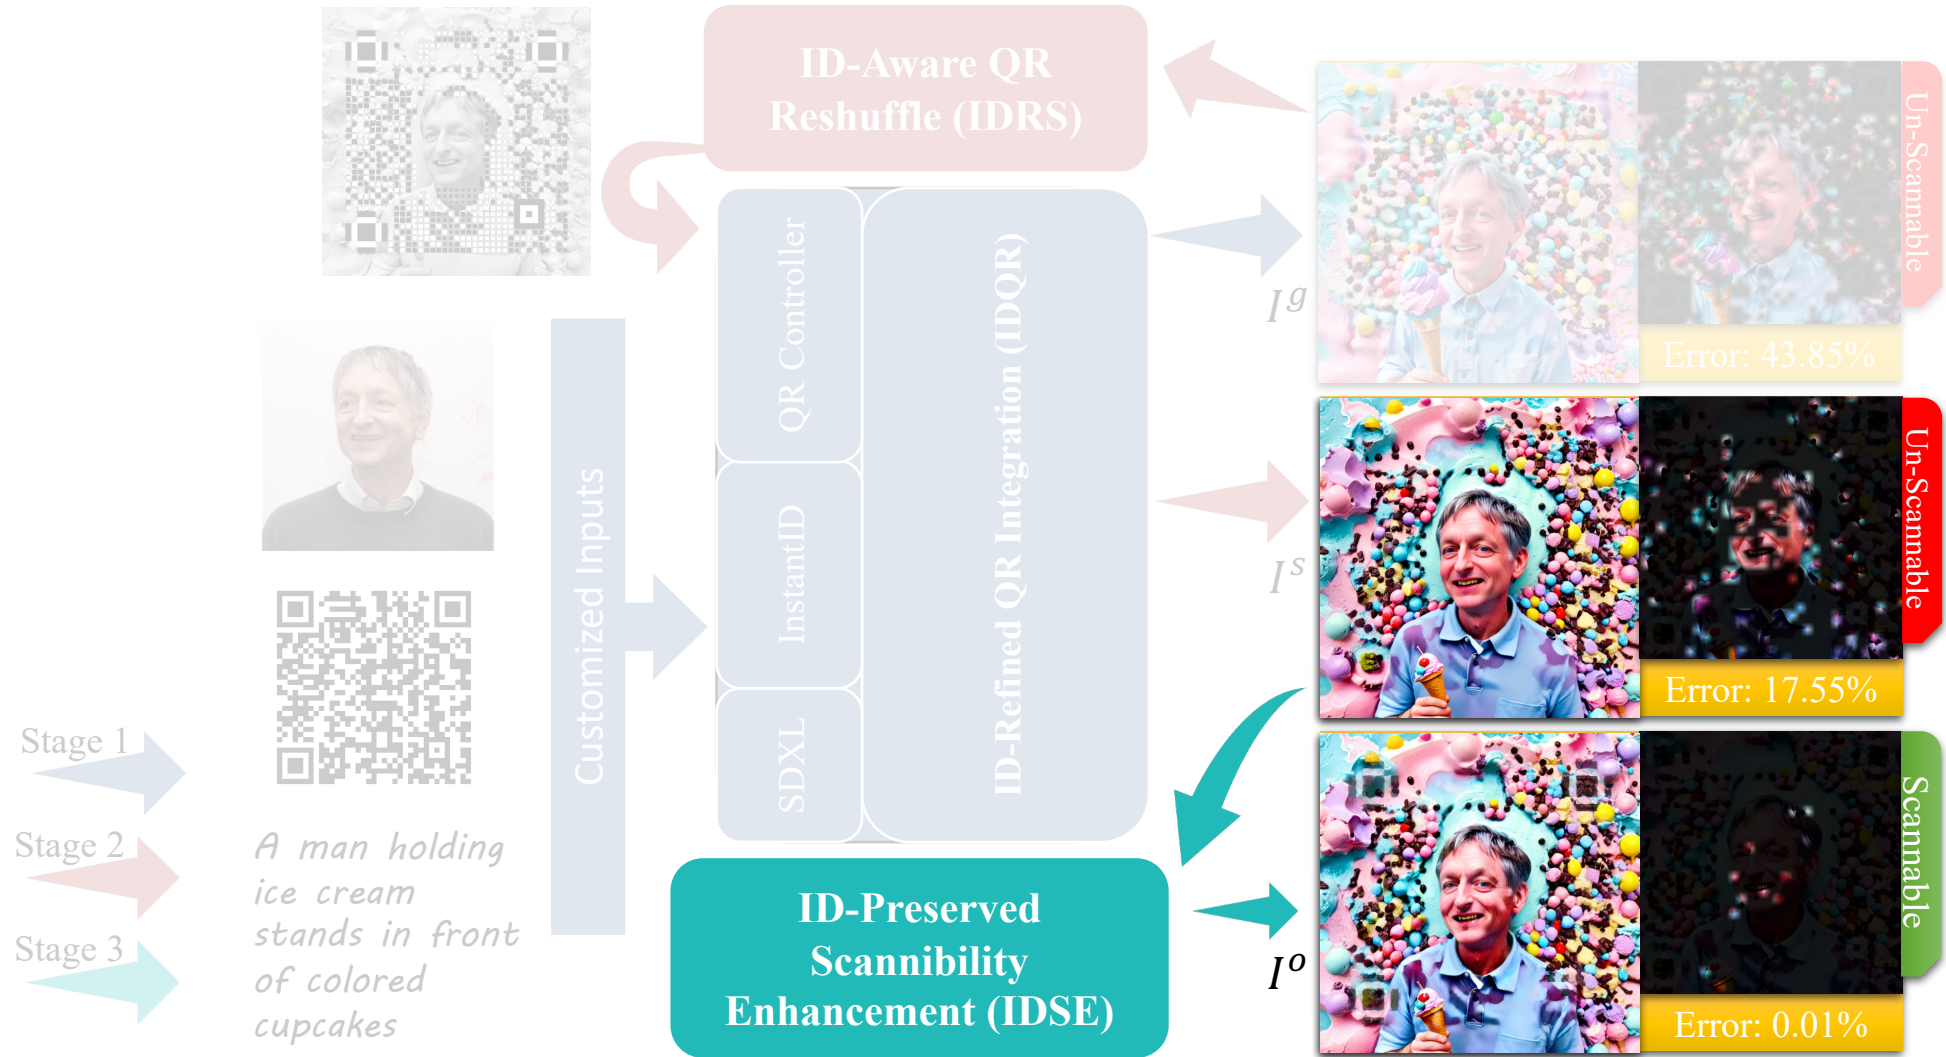 ID-Aware QR
Reshuffle (IDRS)
QR Controller
InstantID
SDXL
ID-Refined QR Integration (IDQR)
Customized Inputs
Stage 1
Stage 2
Stage 3
A man holding
ice cream
stands in front
of colored
cupcakes
ID-Preserved
Scannibility
Enhancement (IDSE)
I^g
Un-Scannable
Error: 43.85%
I^s
Un-Scannable
Error: 17.55%
I^o
Scannable
Error: 0.01%